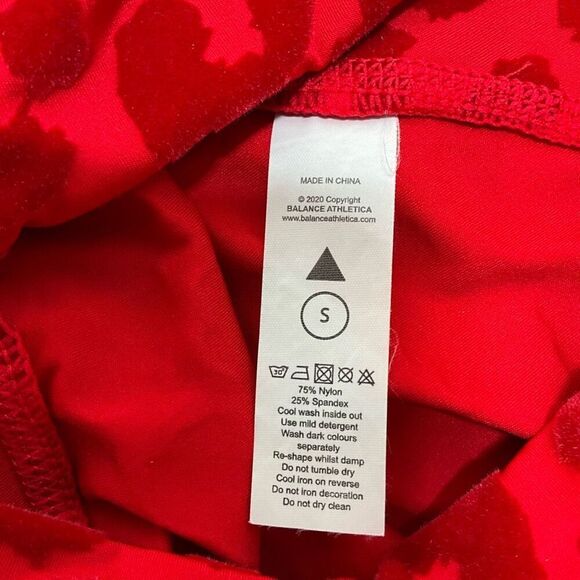 MADE IN CHINA
© 2020 Copyright
BALANCE ATHLETICA
www.balanceathletica.com
S
30
75% Nylon
25% Spandex
Cool wash inside out
Use mild detergent
Wash dark colours
separately
Re-shape whilst damp
Do not tumble dry
Cool iron on reverse
Do not iron decoration
Do not dry clean